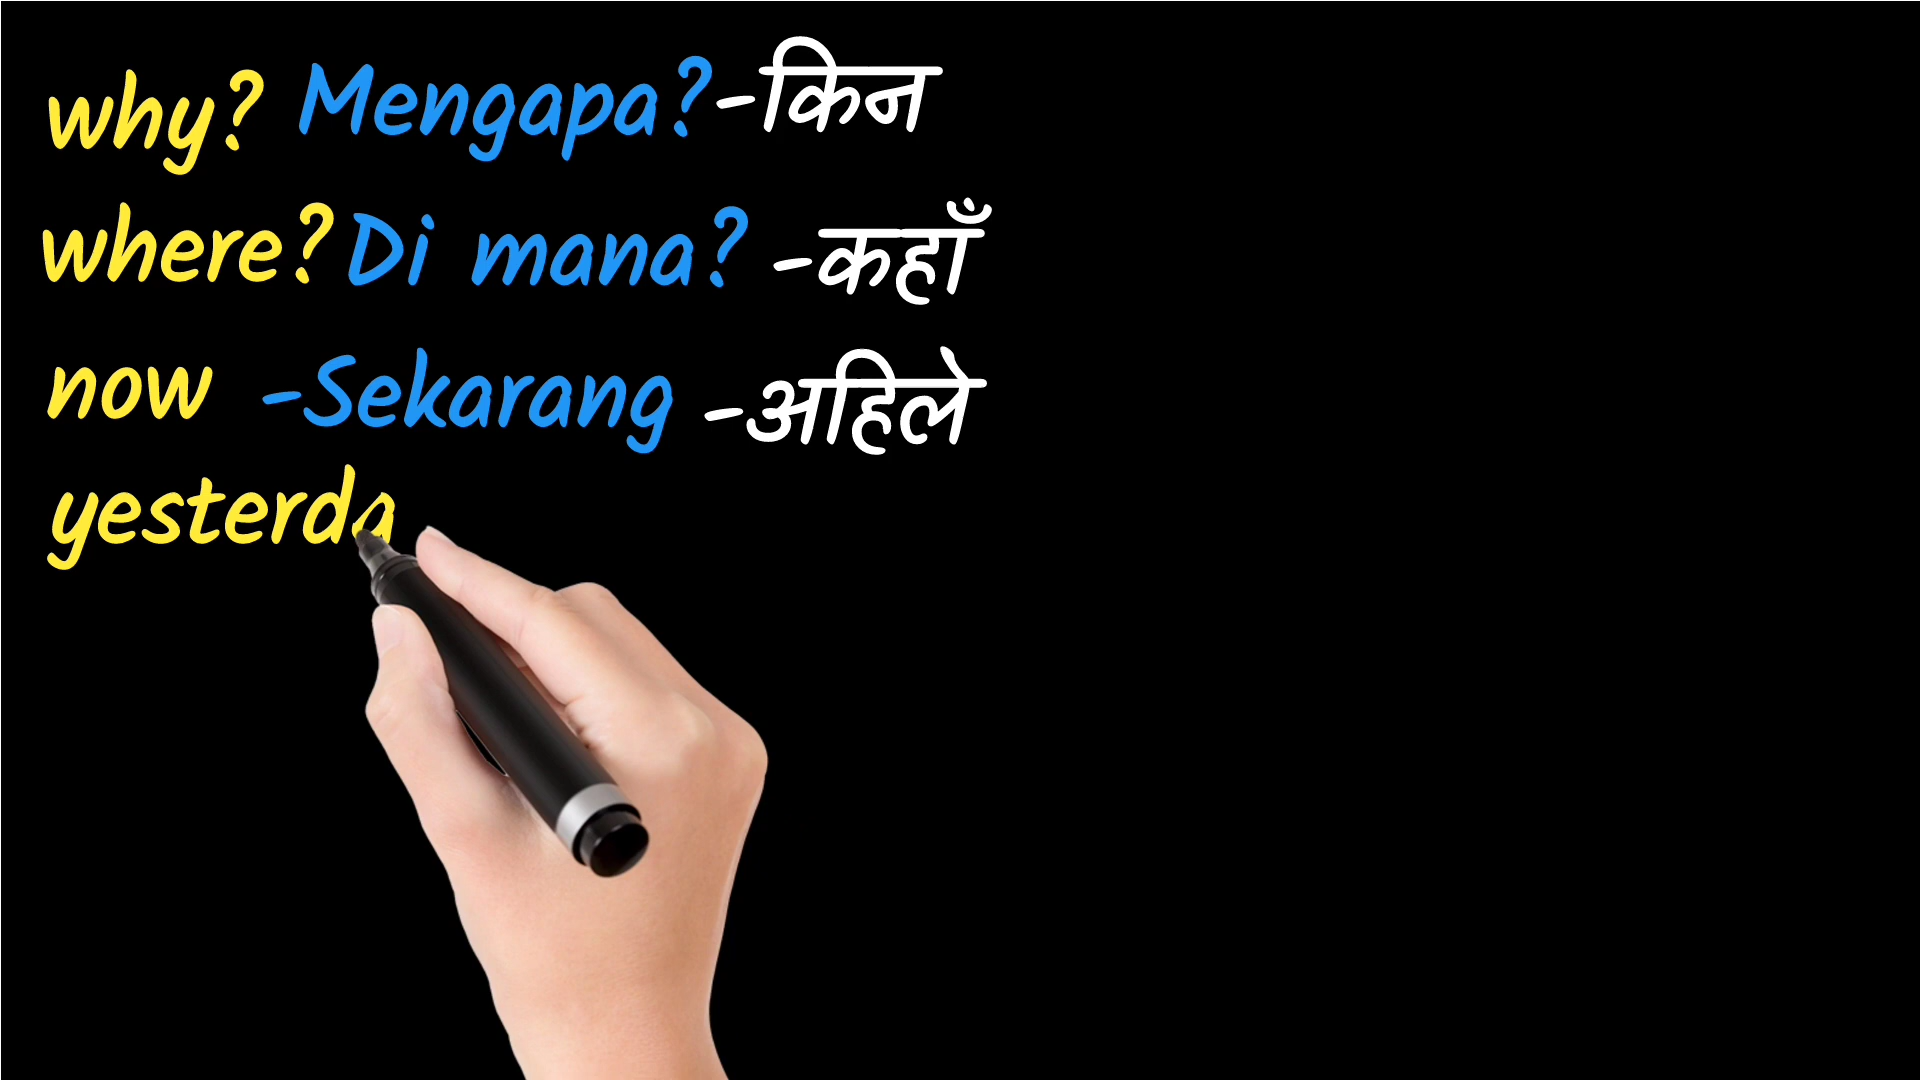 why? Mengapa? -किन
where? Di mana? -कहाँ
now -Sekarang -अहिले
yesterda